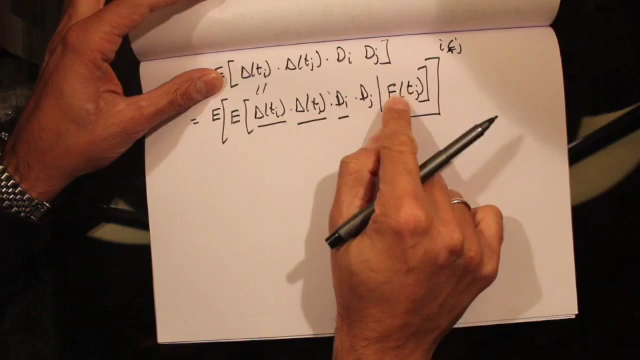 E[Δ(ti) · Δ(tj) · Di Dj] i<j
= E[E[Δ(ti) · Δ(tj) · Di · Dj | F(tj)]]